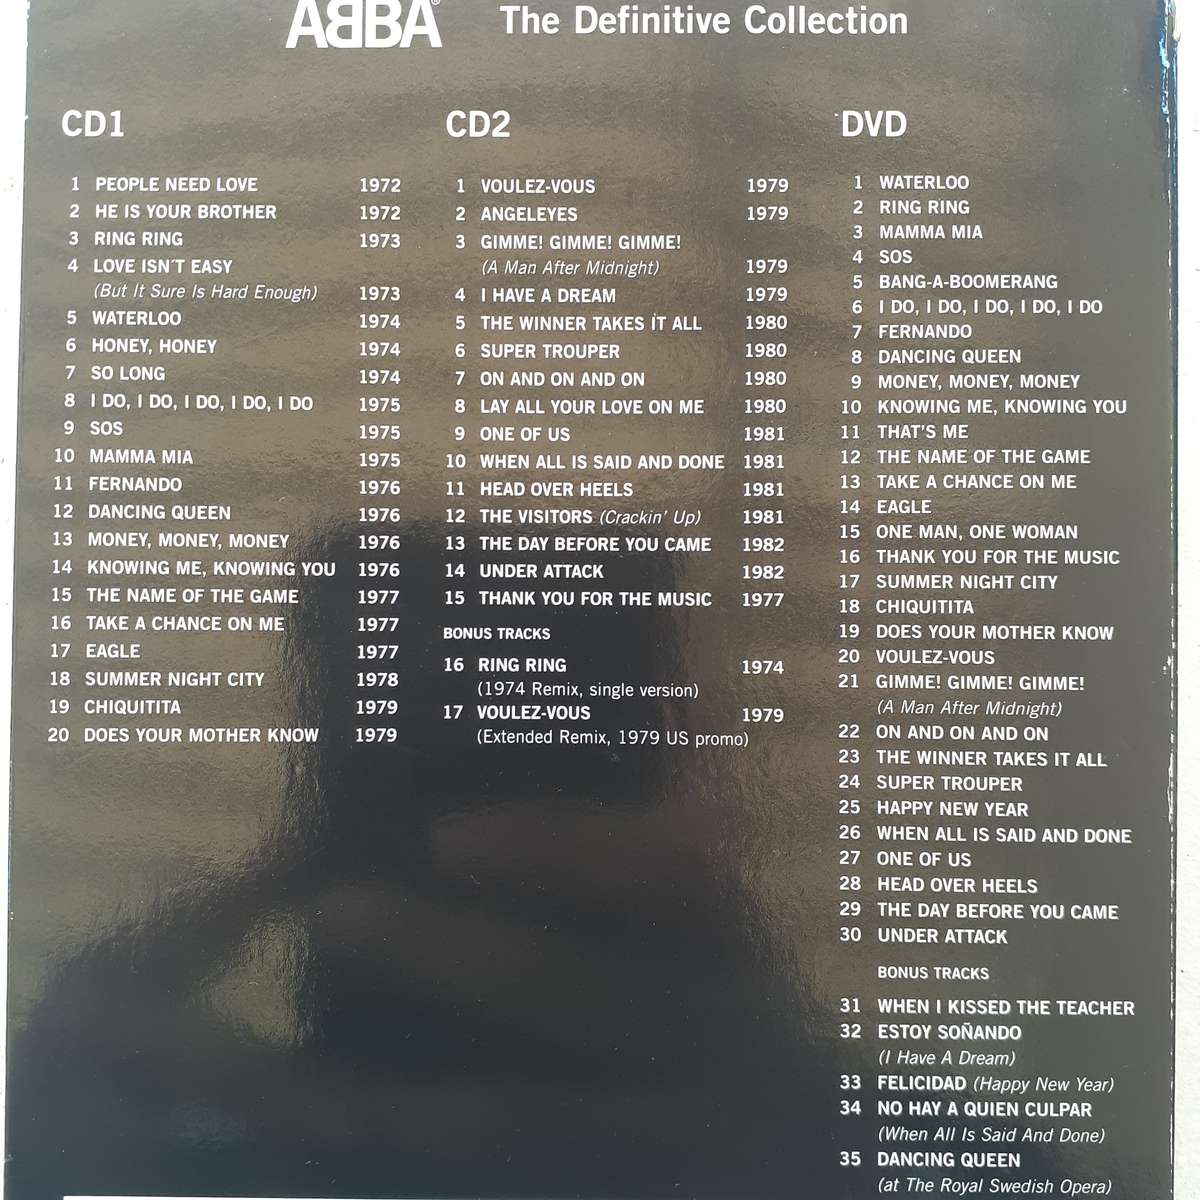 ABBA® The Definitive Collection
CD1
1 PEOPLE NEED LOVE 1972
2 HE IS YOUR BROTHER 1972
3 RING RING 1973
4 LOVE ISN´T EASY
(But It Sure Is Hard Enough) 1973
5 WATERLOO 1974
6 HONEY, HONEY 1974
7 SO LONG 1974
8 I DO, I DO, I DO, I DO, I DO 1975
9 SOS 1975
10 MAMMA MIA 1975
11 FERNANDO 1976
12 DANCING QUEEN 1976
13 MONEY, MONEY, MONEY 1976
14 KNOWING ME, KNOWING YOU 1976
15 THE NAME OF THE GAME 1977
16 TAKE A CHANCE ON ME 1977
17 EAGLE 1977
18 SUMMER NIGHT CITY 1978
19 CHIQUITITA 1979
20 DOES YOUR MOTHER KNOW 1979
CD2
1 VOULEZ-VOUS 1979
2 ANGELEYES 1979
3 GIMME! GIMME! GIMME!
(A Man After Midnight) 1979
4 I HAVE A DREAM 1979
5 THE WINNER TAKES IT ALL 1980
6 SUPER TROUPER 1980
7 ON AND ON AND ON 1980
8 LAY ALL YOUR LOVE ON ME 1980
9 ONE OF US 1981
10 WHEN ALL IS SAID AND DONE 1981
11 HEAD OVER HEELS 1981
12 THE VISITORS (Crackin' Up) 1981
13 THE DAY BEFORE YOU CAME 1982
14 UNDER ATTACK 1982
15 THANK YOU FOR THE MUSIC 1977
BONUS TRACKS
16 RING RING 1974
(1974 Remix, single version)
17 VOULEZ-VOUS 1979
(Extended Remix, 1979 US promo)
DVD
1 WATERLOO
2 RING RING
3 MAMMA MIA
4 SOS
5 BANG-A-BOOMERANG
6 I DO, I DO, I DO, I DO, I DO
7 FERNANDO
8 DANCING QUEEN
9 MONEY, MONEY, MONEY
10 KNOWING ME, KNOWING YOU
11 THAT'S ME
12 THE NAME OF THE GAME
13 TAKE A CHANCE ON ME
14 EAGLE
15 ONE MAN, ONE WOMAN
16 THANK YOU FOR THE MUSIC
17 SUMMER NIGHT CITY
18 CHIQUITITA
19 DOES YOUR MOTHER KNOW
20 VOULEZ-VOUS
21 GIMME! GIMME! GIMME!
(A Man After Midnight)
22 ON AND ON AND ON
23 THE WINNER TAKES IT ALL
24 SUPER TROUPER
25 HAPPY NEW YEAR
26 WHEN ALL IS SAID AND DONE
27 ONE OF US
28 HEAD OVER HEELS
29 THE DAY BEFORE YOU CAME
30 UNDER ATTACK
BONUS TRACKS
31 WHEN I KISSED THE TEACHER
32 ESTOY SOÑANDO
(I Have A Dream)
33 FELICIDAD (Happy New Year)
34 NO HAY A QUIEN CULPAR
(When All Is Said And Done)
35 DANCING QUEEN
(at The Royal Swedish Opera)